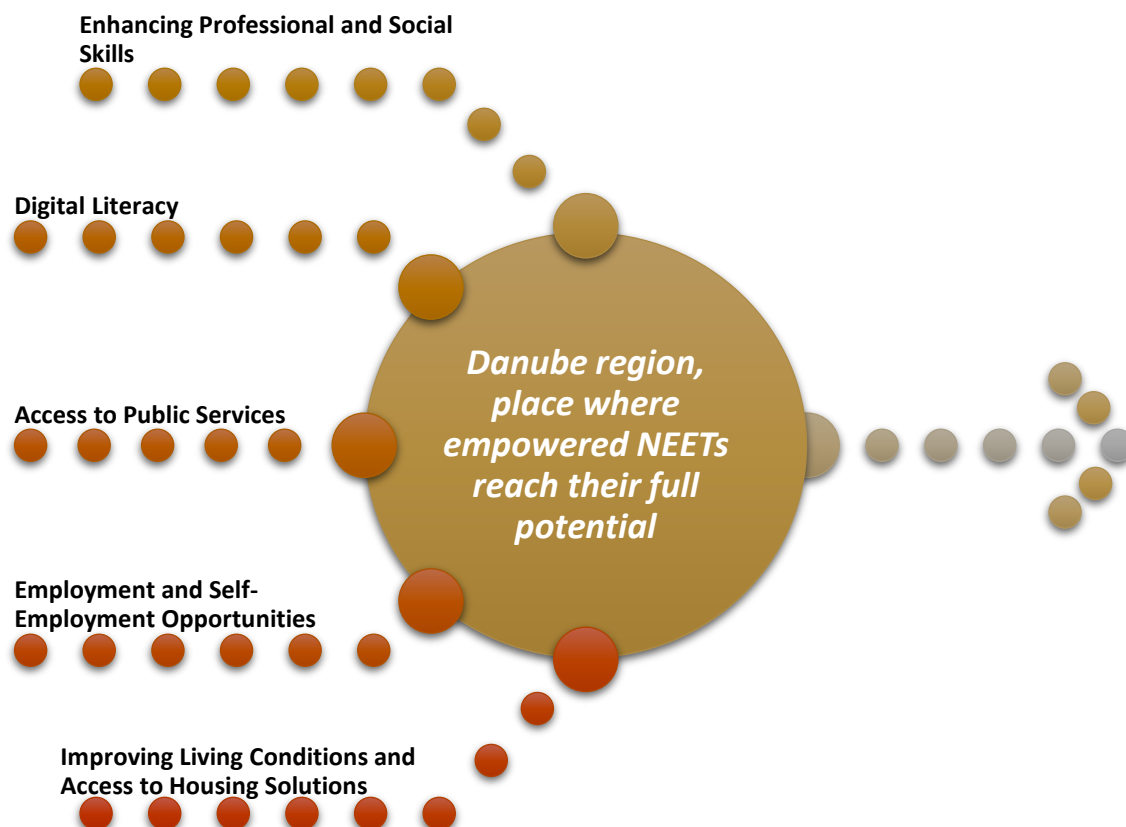 Enhancing Professional and Social
Skills
Digital Literacy
Access to Public Services
Employment and Self-
Employment Opportunities
Improving Living Conditions and
Access to Housing Solutions
Danube region,
place where
empowered NEETs
reach their full
potential